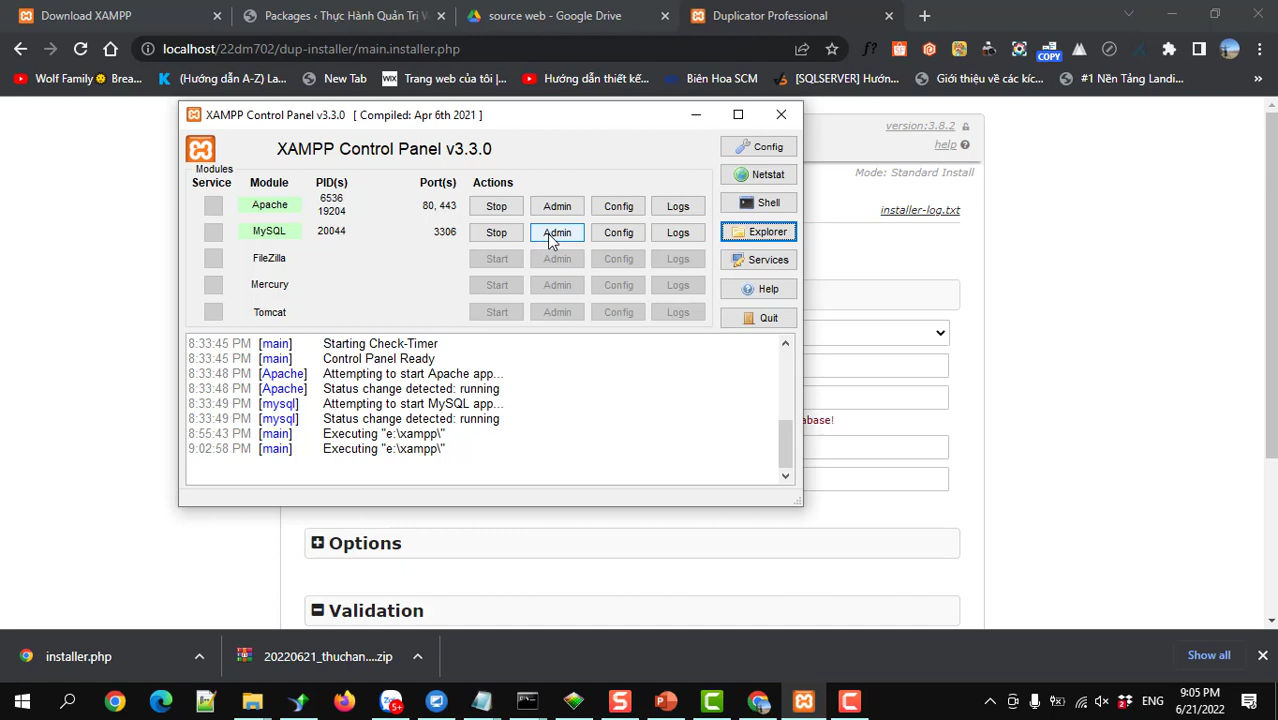 Download XAMPP
Packages ‹ Thực Hành Quản Trị W
source web - Google Drive
Duplicator Professional
localhost/22dm702/dup-installer/main.installer.php
COPY
Wolf Family Brea...
(Hướng dẫn A-Z) La...
New Tab
WIX
Trang web của tôi |...
Hướng dẫn thiết kế...
Biên Hòa SCM
[SQLSERVER] Hướn...
Giới thiệu về các kíc...
#1 Nền Tảng Landi...
XAMPP Control Panel v3.3.0 [ Compiled: Apr 6th 2021 ]
XAMPP Control Panel v3.3.0
Config
version:3.8.2
help
Modules
Service
Module
PID(s)
Port(s)
Actions
Netstat
Mode: Standard Install
Apache
6536
19204
80, 443
Stop
Admin
Config
Logs
Shell
installer-log.txt
MySQL
20044
3306
Stop
Admin
Config
Logs
Explorer
FileZilla
Start
Admin
Config
Logs
Services
Mercury
Start
Admin
Config
Logs
Help
Tomcat
Start
Admin
Config
Logs
Quit
8:33:45 PM [main] Starting Check-Timer
8:33:45 PM [main] Control Panel Ready
8:33:48 PM [Apache] Attempting to start Apache app...
8:33:48 PM [Apache] Status change detected: running
8:33:49 PM [mysql] Attempting to start MySQL app...
8:33:49 PM [mysql] Status change detected: running
8:55:43 PM [main] Executing "e:\xampp\"
9:02:58 PM [main] Executing "e:\xampp\"
abase!
Options
Validation
installer.php
20220621_thuchan....zip
Show all
5+
ENG
9:05 PM
6/21/2022